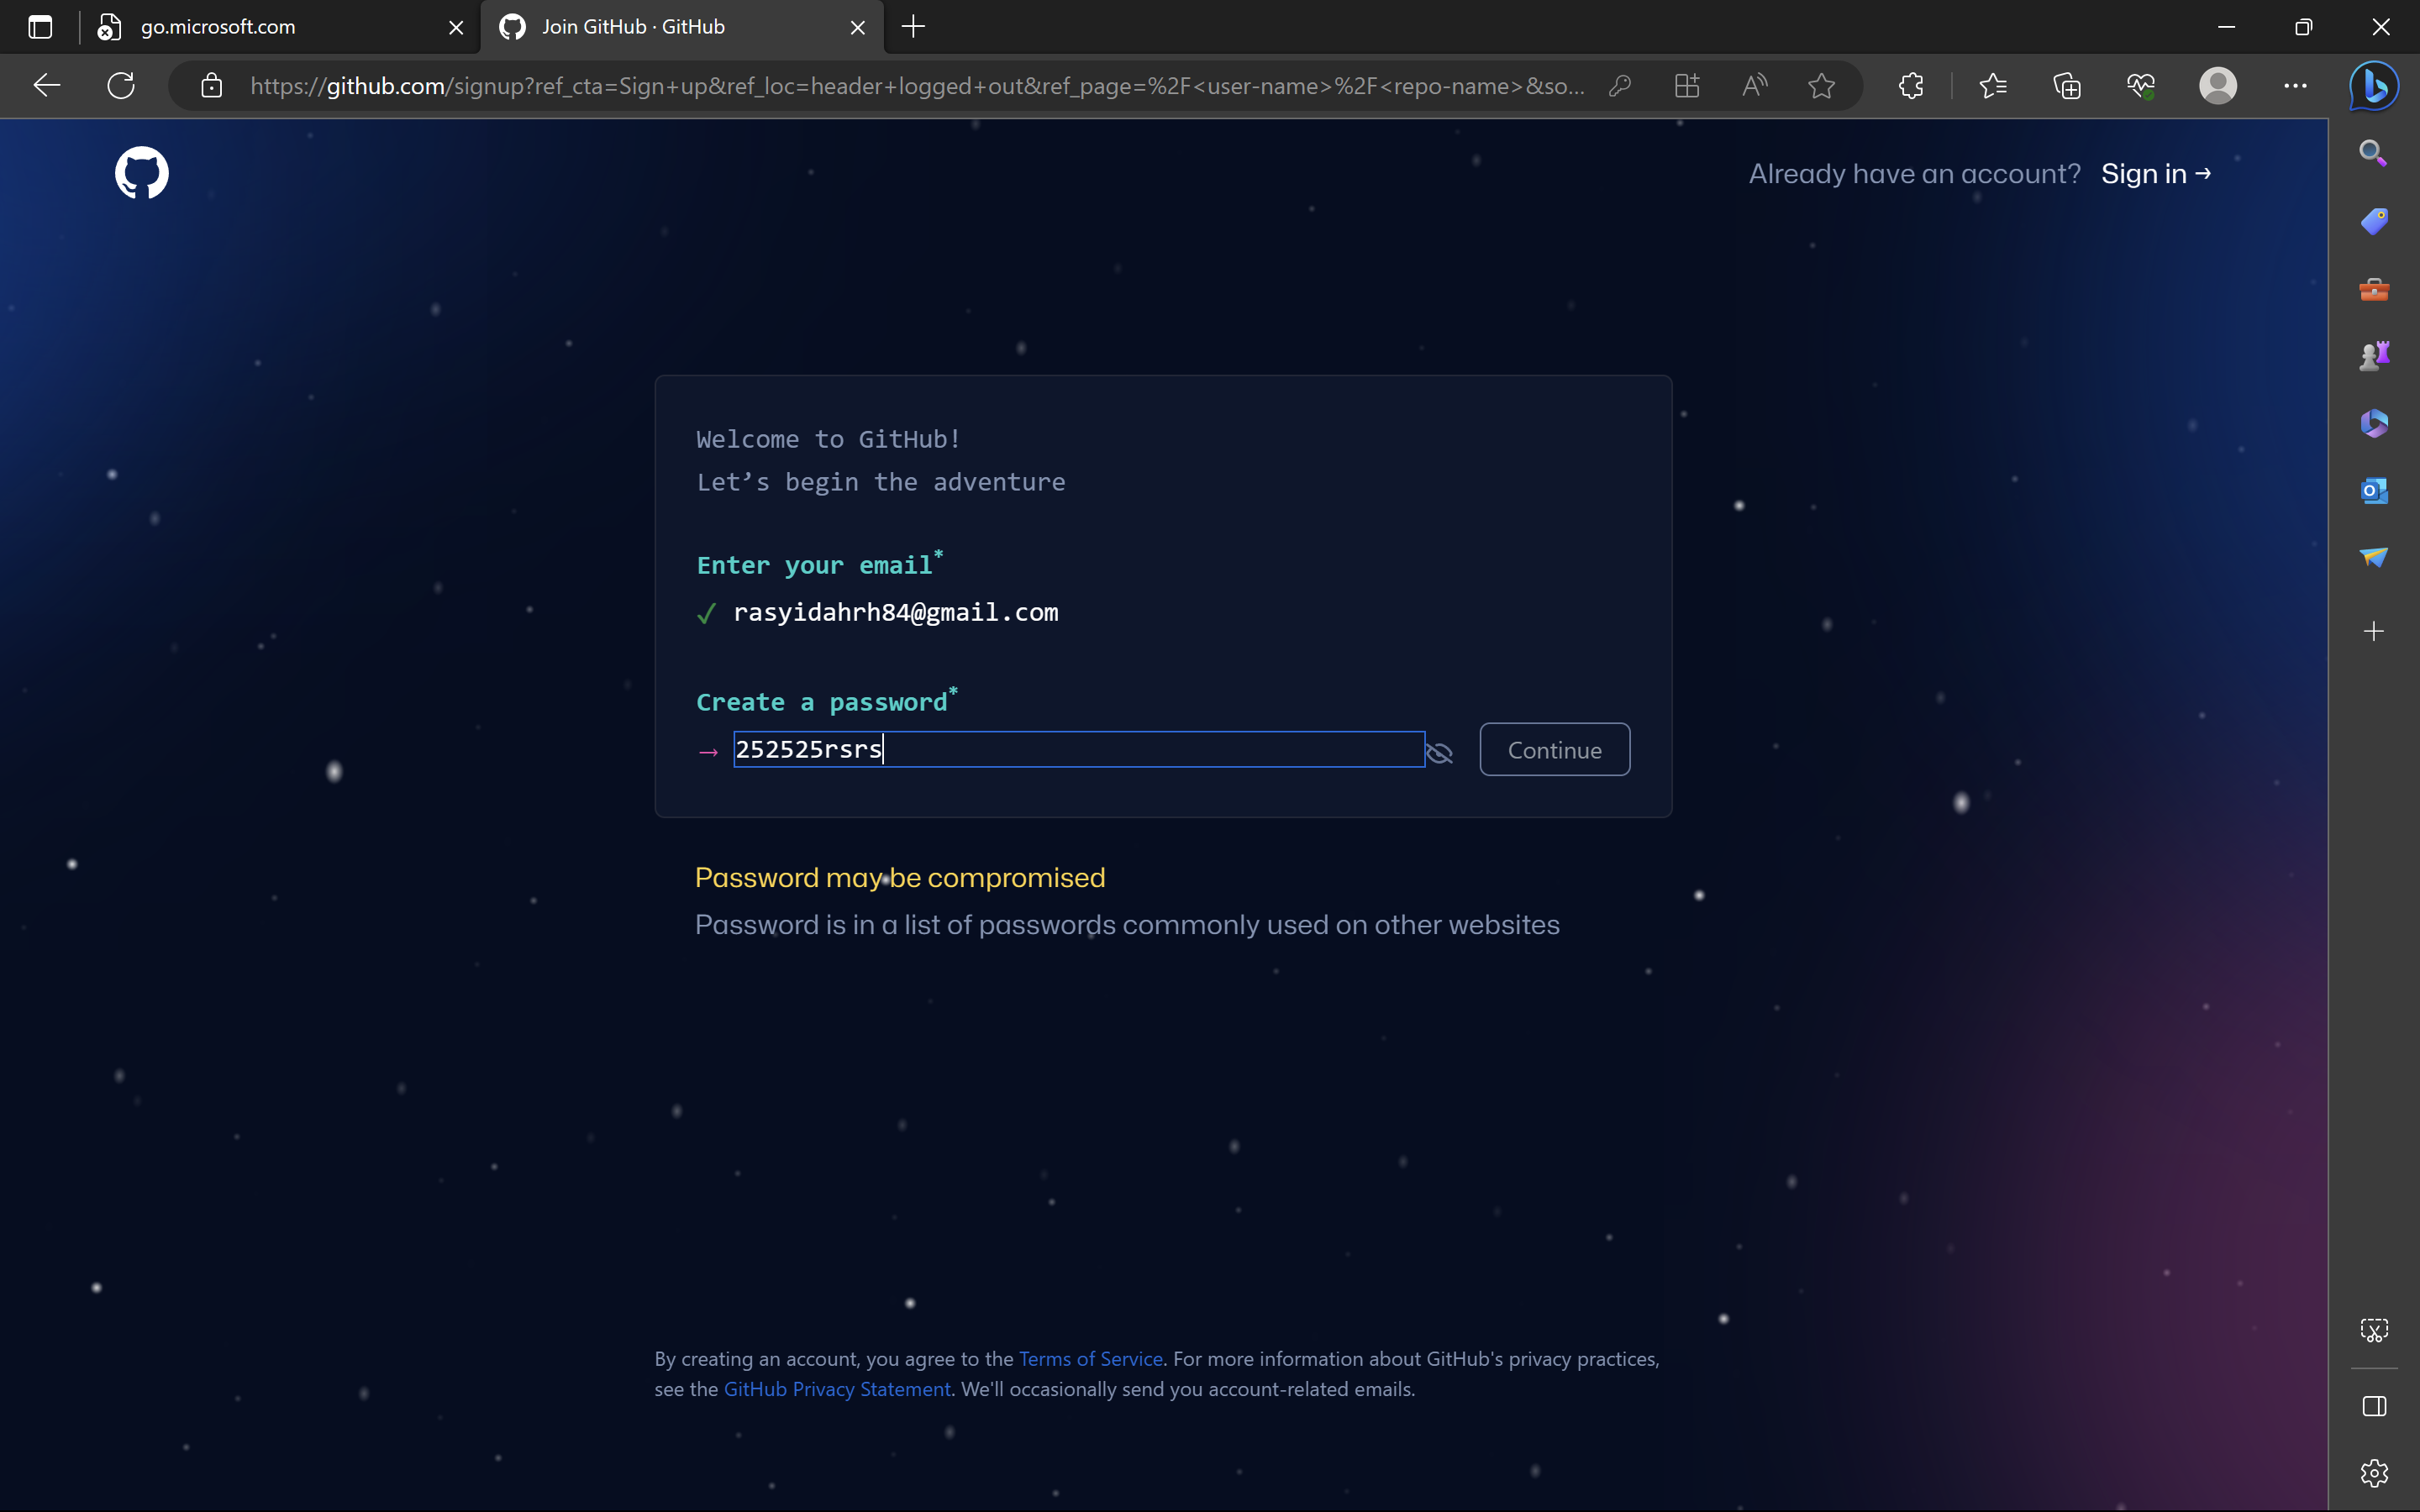 go.microsoft.com
Join GitHub · GitHub
https://github.com/signup?ref_cta=Sign+up&ref_loc=header+logged+out&ref_page=%2F<user-name>%2F<repo-name>&so...
Already have an account? Sign in →
Welcome to GitHub!
Let’s begin the adventure
Enter your email*
✓ rasyidahrh84@gmail.com
Create a password*
→ 252525rsrs
Continue
Password may be compromised
Password is in a list of passwords commonly used on other websites
By creating an account, you agree to the Terms of Service. For more information about GitHub's privacy practices,
see the GitHub Privacy Statement. We'll occasionally send you account-related emails.